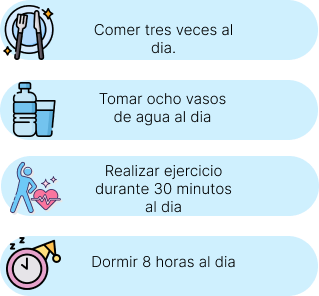 Comer tres veces al
dia.
Tomar ocho vasos
de agua al dia
Realizar ejercicio
durante 30 minutos
al dia
z z
z
Dormir 8 horas al dia